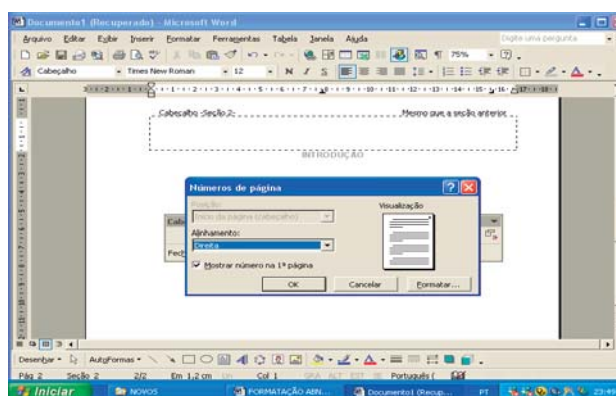 Documento1 (Recuperado) - Microsoft Word
Arquivo Editar Exibir Inserir Formatar Ferramentas Tabela Janela Ajuda Digite uma pergunta
75%
Cabeçalho Times New Roman 12 N I S
Cabeçalho -Seção 2- Mesmo que a seção anterior
INTRODUÇÃO
Números de página
Posição: Visualização
Início da página (cabeçalho)
Alinhamento:
Direita
Mostrar número na 1ª página
OK Cancelar Formatar...
Desenhar AutoFormas
Pág 2 Seção 2 2/2 Em 1,2 cm Lin Col 1 GRA ALT EST SE Português (
Iniciar NOVOS FORMATAÇÃO ABN... Documento1 (Recup... PT 23:49